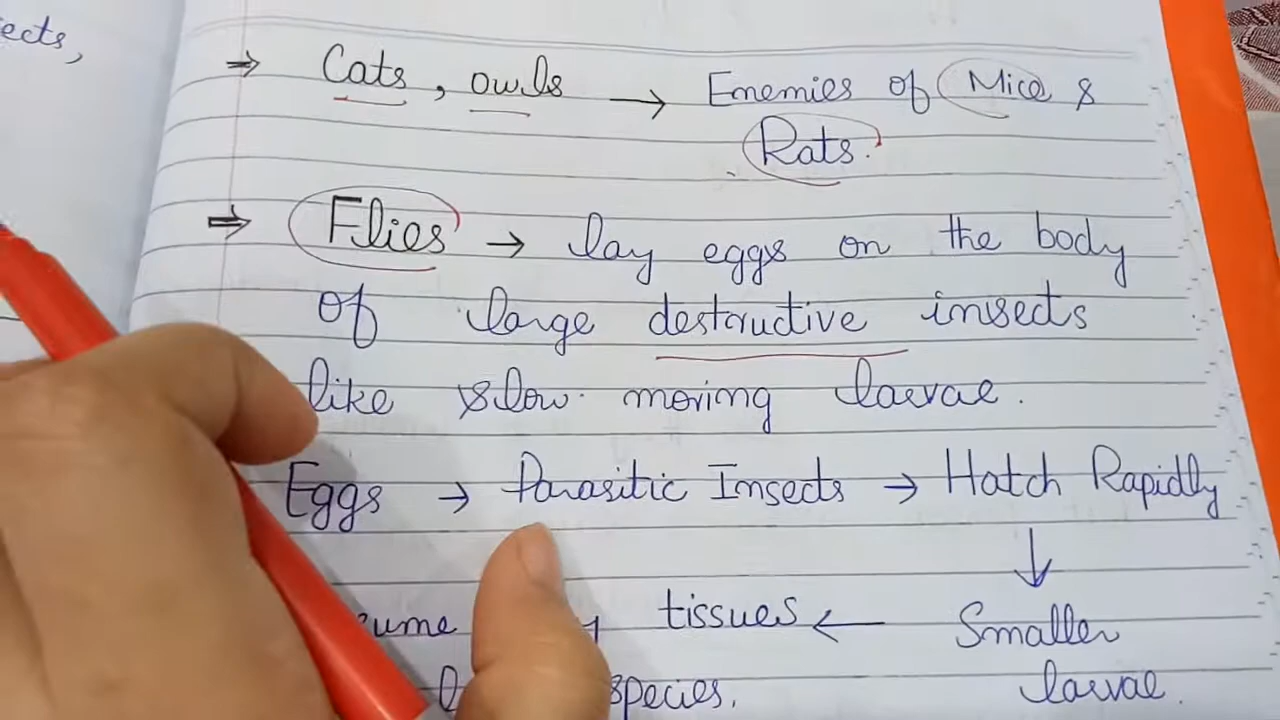 ects,
⇒ Cats, owls → Enemies of Mice &
Rats.
⇒ Flies → lay eggs on the body
of large destructive insects
like slow moving larvae.
Eggs → Parasitic Insects → Hatch Rapidly
↓
tissues ← Smaller
species. larvae.